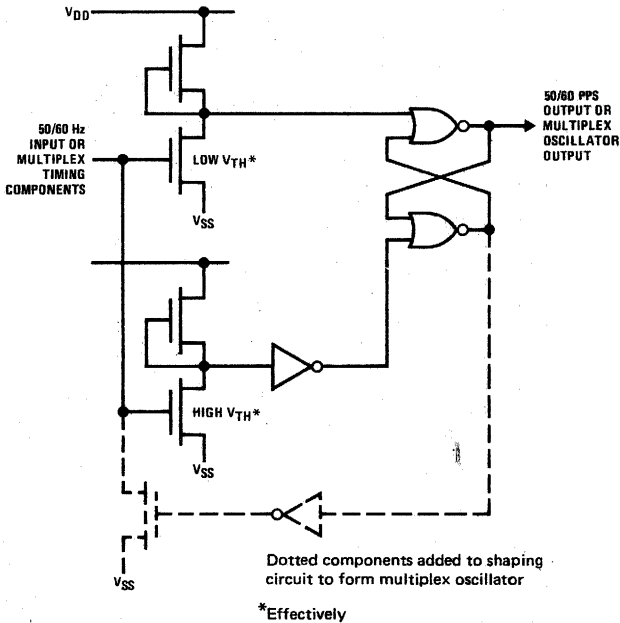 VDD
50/60 Hz
INPUT OR
MULTIPLEX
TIMING
COMPONENTS
LOW VTH*
VSS
50/60 PPS
OUTPUT OR
MULTIPLEX
OSCILLATOR
OUTPUT
HIGH VTH*
VSS
VSS
Dotted components added to shaping
circuit to form multiplex oscillator
*Effectively